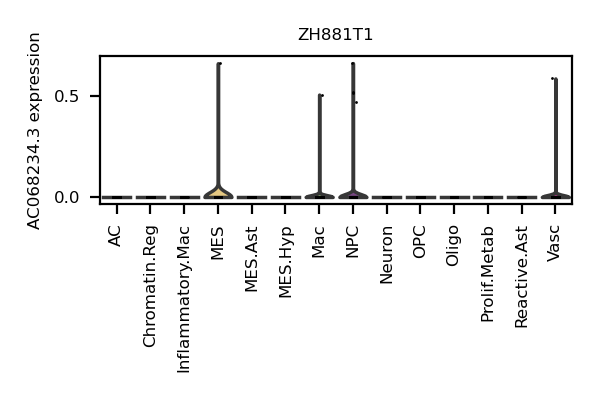 ZH881T1
AC068234.3 expression
0.5
0.0
AC
Chromatin.Reg
Inflammatory.Mac
MES
MES.Ast
MES.Hyp
Mac
NPC
Neuron
OPC
Oligo
Prolif.Metab
Reactive.Ast
Vasc